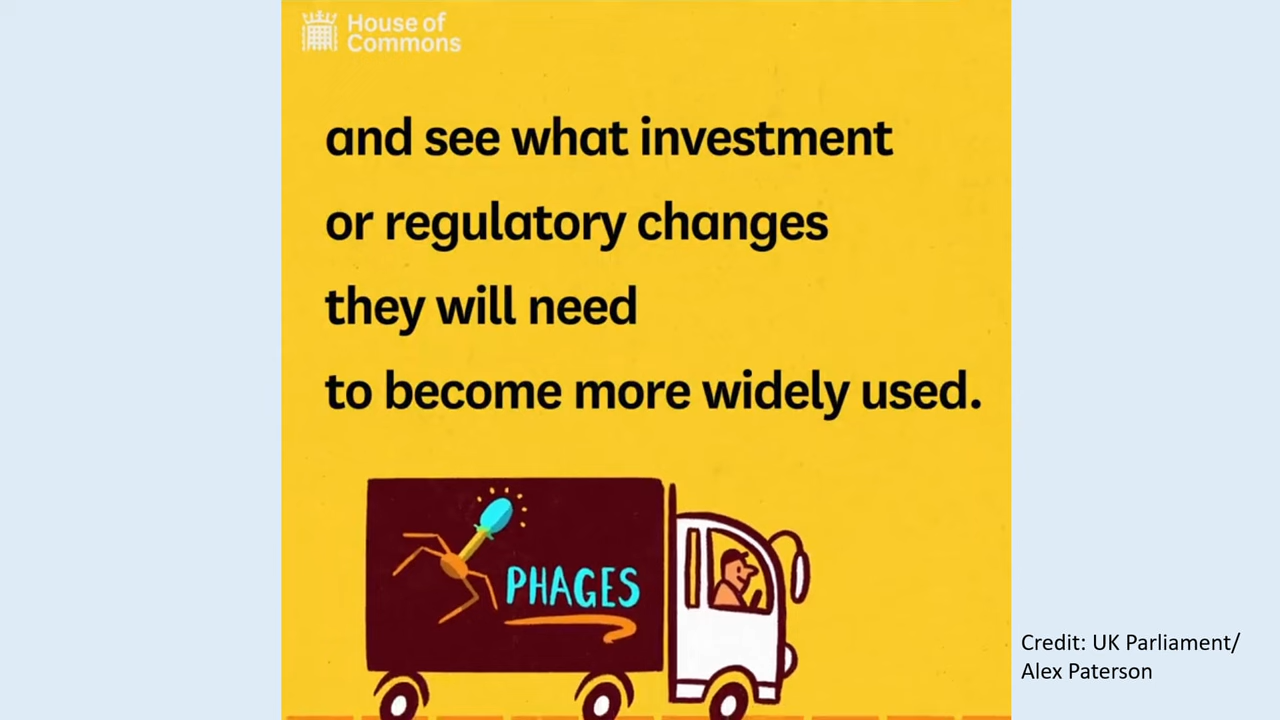 House of
Commons
and see what investment
or regulatory changes
they will need
to become more widely used.
PHAGES
Credit: UK Parliament/
Alex Paterson